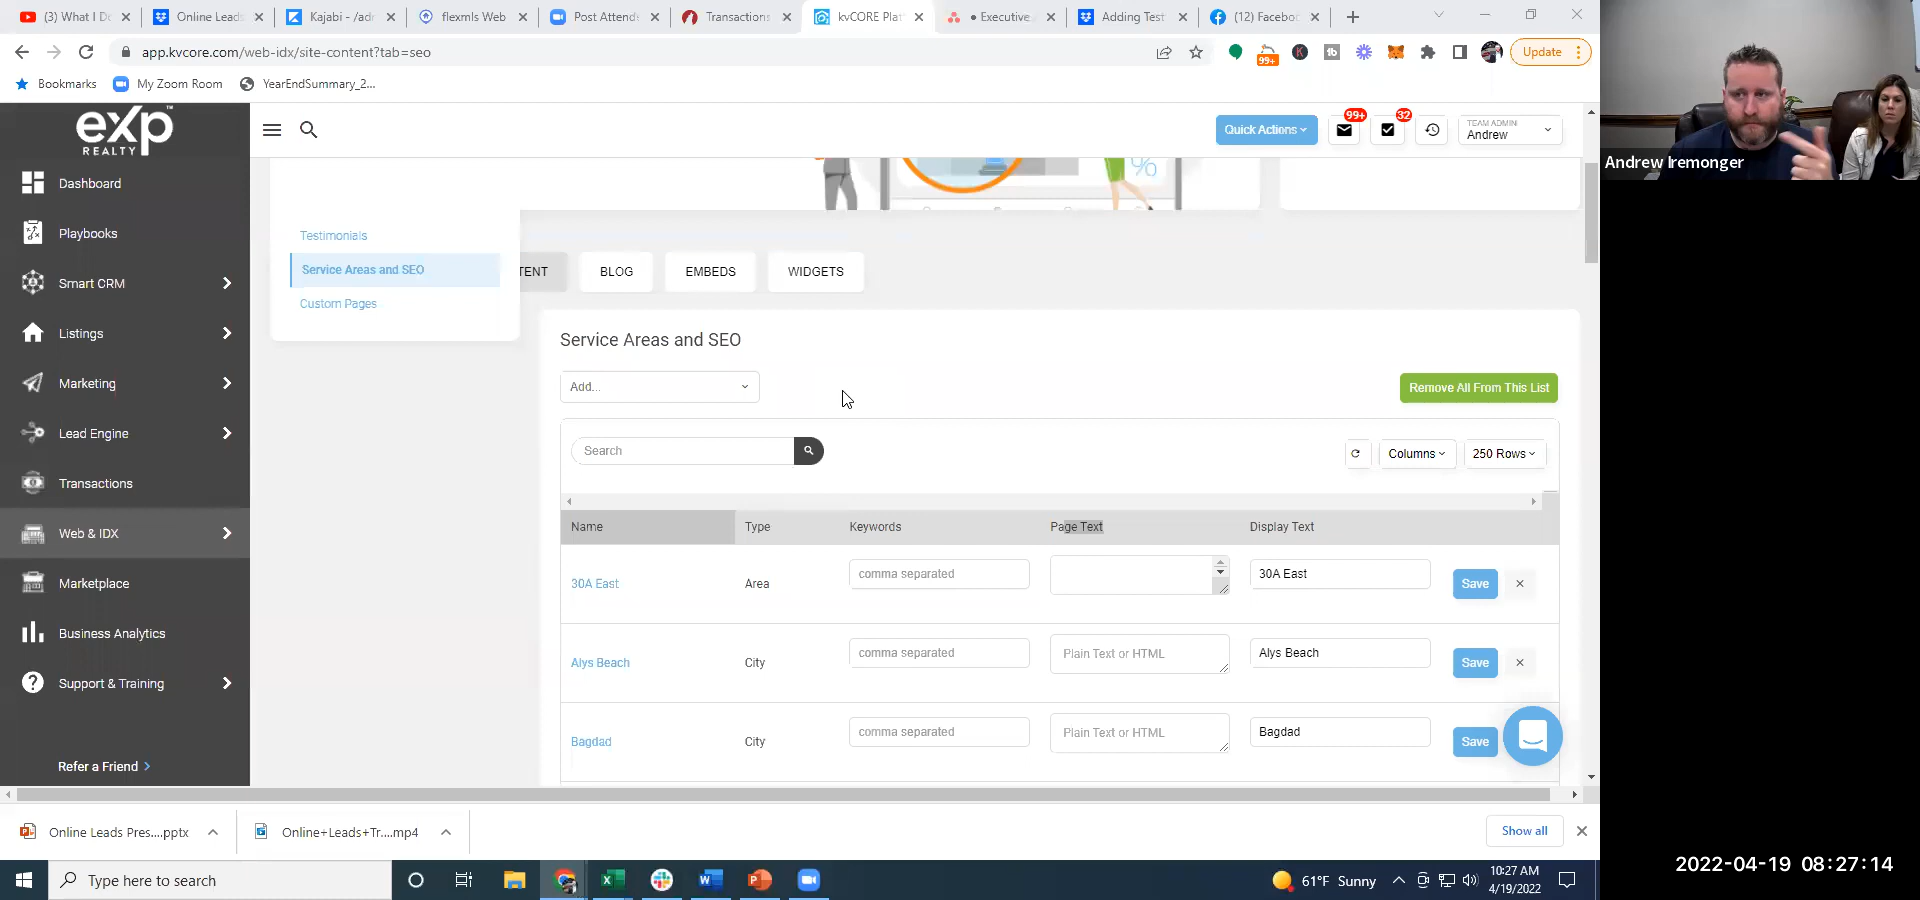 (3) What I D
Online Leads
Kajabi - /adr
flexmls Web
Post Attend
Transactions
kvCORE Plat
• Executive
Adding Test
(12) Facebo
app.kvcore.com/web-idx/site-content?tab=seo
99+
Update
Bookmarks
My Zoom Room
YearEndSummary_2...
exp
REALTY
Quick Actions
99+
32
TEAM ADMIN
Andrew
Andrew Iremonger
Dashboard
Playbooks
Smart CRM
Listings
Marketing
Lead Engine
Transactions
Web & IDX
Marketplace
Business Analytics
Support & Training
Refer a Friend >
%
Testimonials
Service Areas and SEO
Custom Pages
TENT
BLOG
EMBEDS
WIDGETS
Service Areas and SEO
Add...
Remove All From This List
Search
Columns
250 Rows
Name Type Keywords Page Text Display Text
30A East Area comma separated 30A East Save ×
Alys Beach City comma separated Plain Text or HTML Alys Beach Save ×
Bagdad City comma separated Plain Text or HTML Bagdad Save
Online Leads Pres....pptx
Online+Leads+Tr....mp4
Show all
Type here to search
61°F Sunny
10:27 AM
4/19/2022
2022-04-19 08:27:14